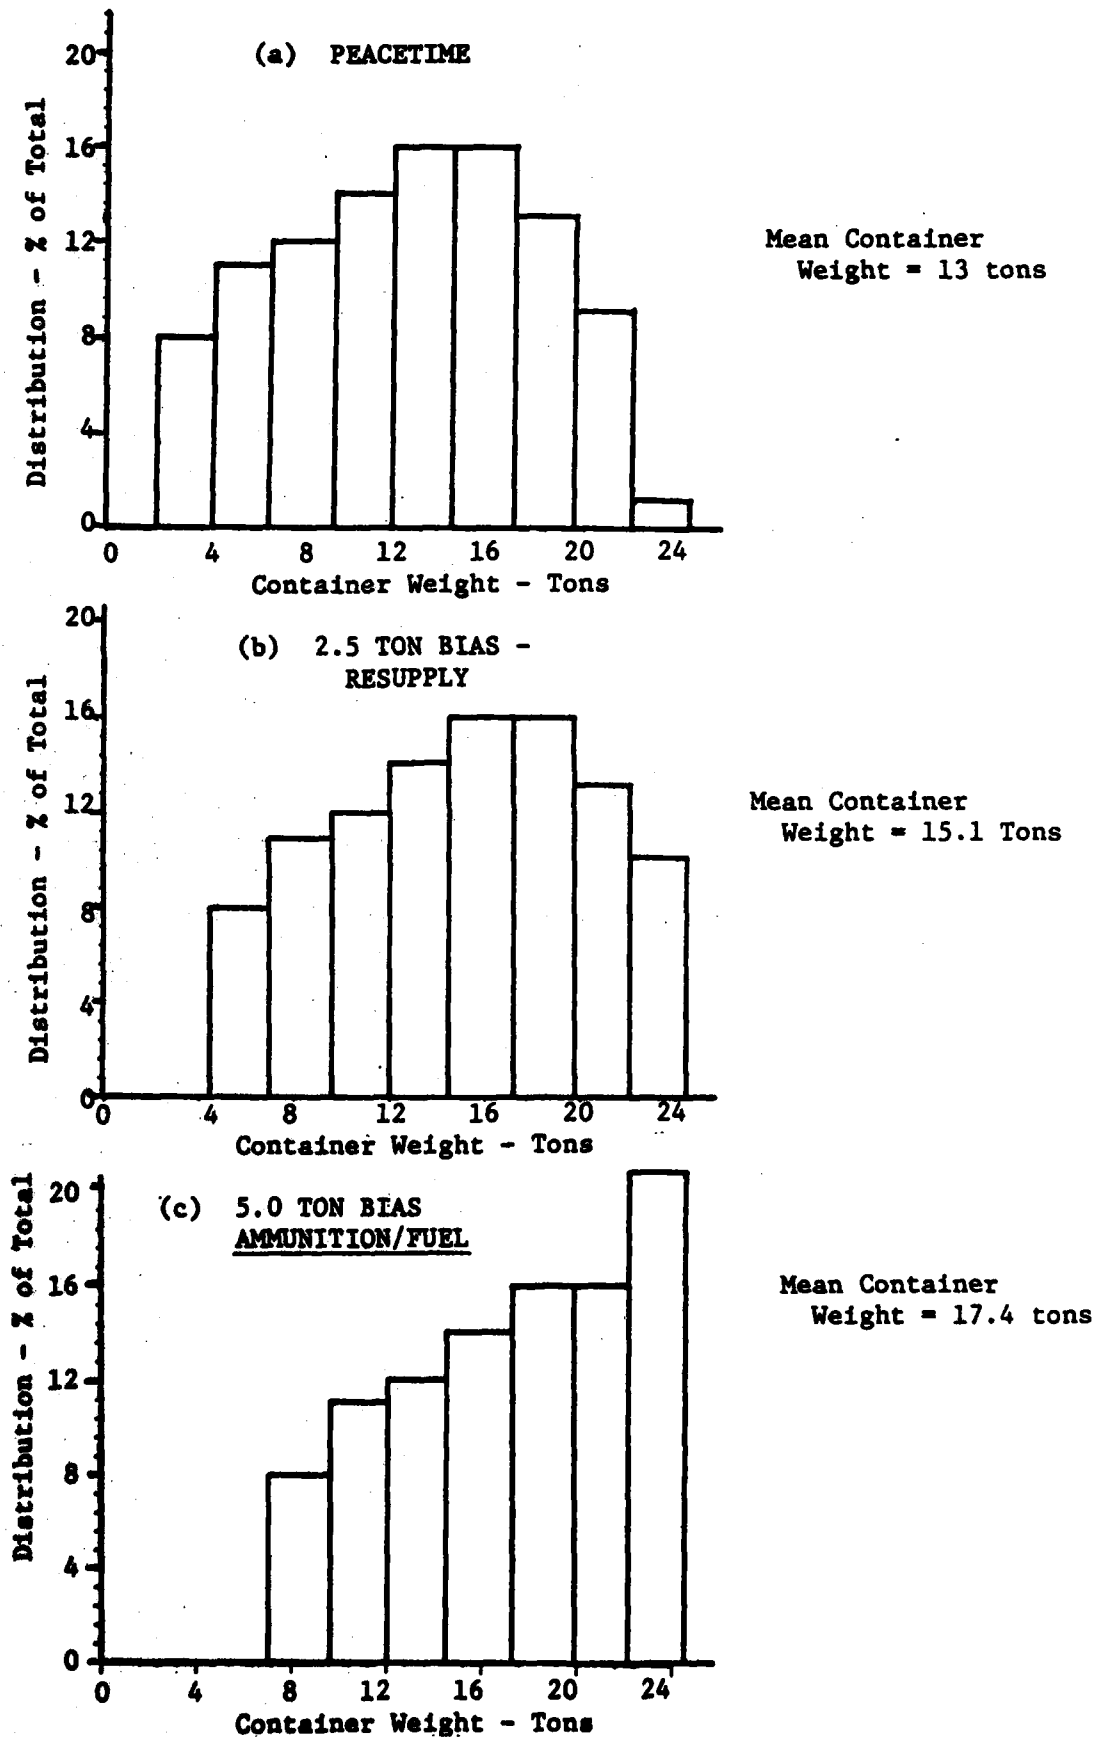 (a) PEACETIME
Distribution - % of Total
20
16
12
8
4
0
0 4 8 12 16 20 24
Container Weight - Tons
Mean Container
Weight = 13 tons
(b) 2.5 TON BIAS -
RESUPPLY
Distribution - % of Total
20
16
12
8
4
0
0 4 8 12 16 20 24
Container Weight - Tons
Mean Container
Weight = 15.1 Tons
(c) 5.0 TON BIAS
AMMUNITION/FUEL
Distribution - % of Total
20
16
12
8
4
0
0 4 8 12 16 20 24
Container Weight - Tons
Mean Container
Weight = 17.4 tons